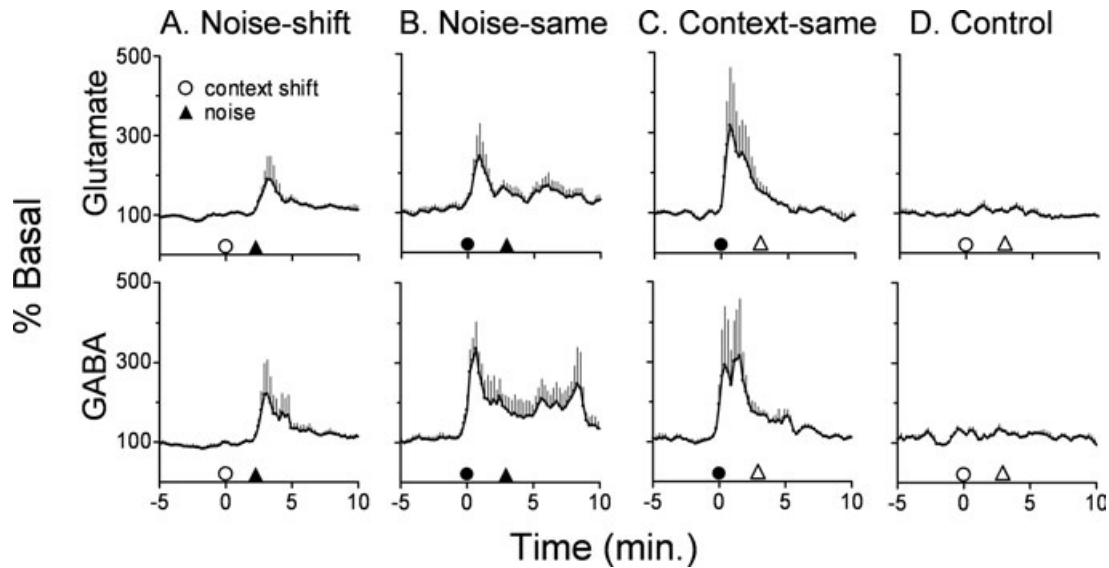 A. Noise-shift
B. Noise-same
C. Context-same
D. Control
% Basal
Glutamate
500
300
100
context shift
noise
GABA
500
300
100
-5 0 5 10
-5 0 5 10
-5 0 5 10
-5 0 5 10
Time (min.)